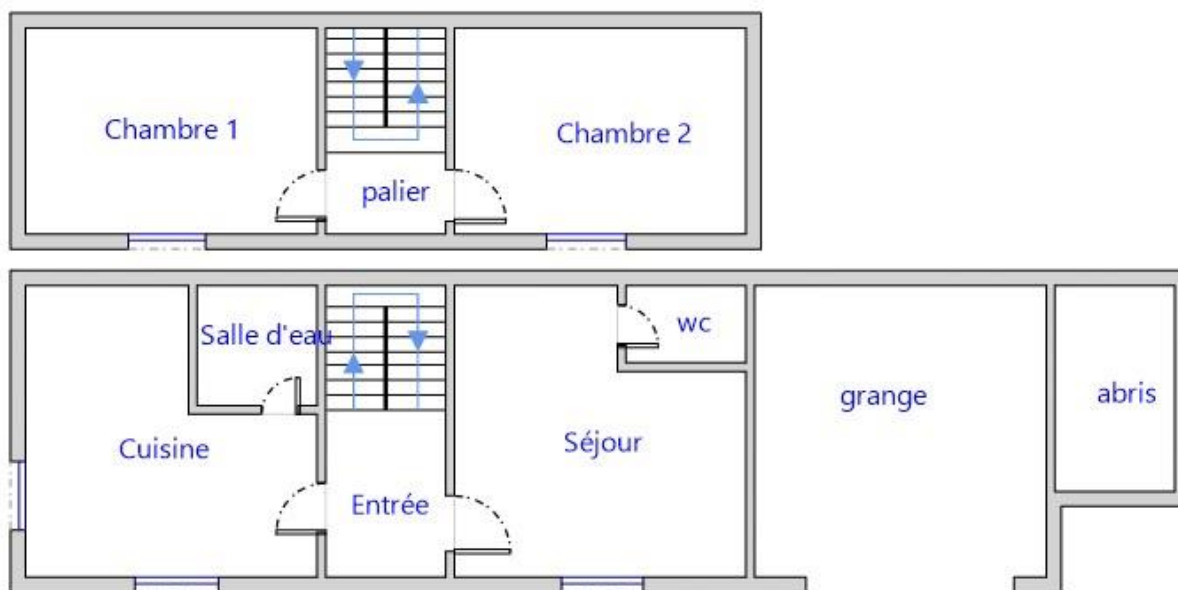 Chambre 1
Chambre 2
palier
Salle d'eau
wc
grange
abris
Cuisine
Séjour
Entrée